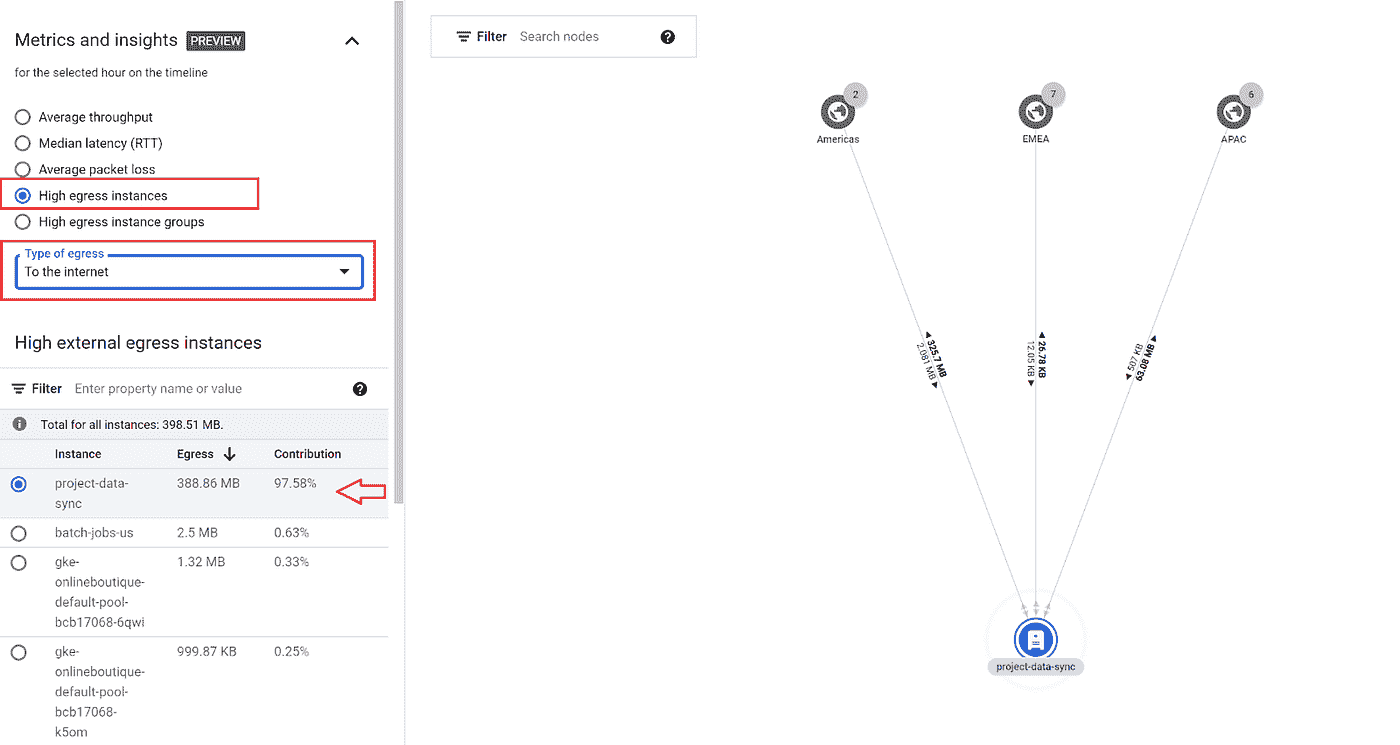 Metrics and insights PREVIEW
for the selected hour on the timeline
Average throughput
Median latency (RTT)
Average packet loss
High egress instances
High egress instance groups
Type of egress
To the internet
High external egress instances
Filter Enter property name or value
Total for all instances: 398.51 MB.
Instance Egress Contribution
project-data- 388.86 MB 97.58%
sync
batch-jobs-us 2.5 MB 0.63%
gke- 1.32 MB 0.33%
onlineboutique-
default-pool-
bcb17068-6qwi
gke- 999.87 KB 0.25%
onlineboutique-
default-pool-
bcb17068-
k5om
Filter Search nodes
2
Americas
7
EMEA
6
APAC
325.7 MB
2.081 MB
26.78 KB
12.05 KB
507 KB
63.08 MB
project-data-sync